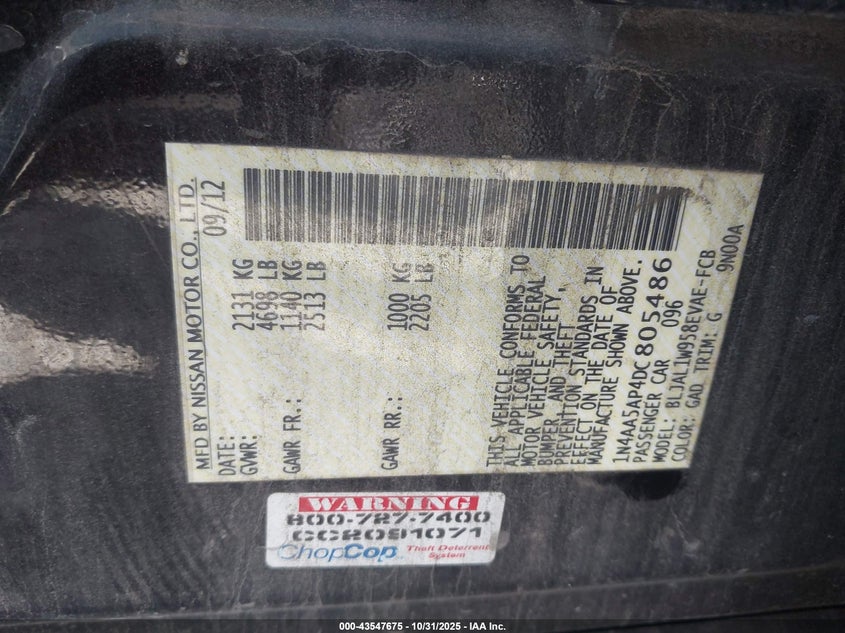 MFD BY NISSAN MOTOR CO., LTD.
DATE: 09/12
GVWR: 2131 KG
4698 LB
GAWR FR.: 1140 KG
2513 LB
GAWR RR.: 1000 KG
2205 LB
THIS VEHICLE CONFORMS TO
ALL APPLICABLE FEDERAL
MOTOR VEHICLE SAFETY,
BUMPER, AND THEFT
PREVENTION STANDARDS IN
EFFECT ON THE DATE OF
MANUFACTURE SHOWN ABOVE.
1N4AA5AP4DC805486
PASSENGER CAR 096
MODEL: BLJAL1W958EVAE-FCB
COLOR: GAD TRIM: G 9N00A
WARNING
800-727-7400
CC2091071
ChopCop Theft Deterrent
System
000-43547675 | 10/31/2025 | IAA Inc.